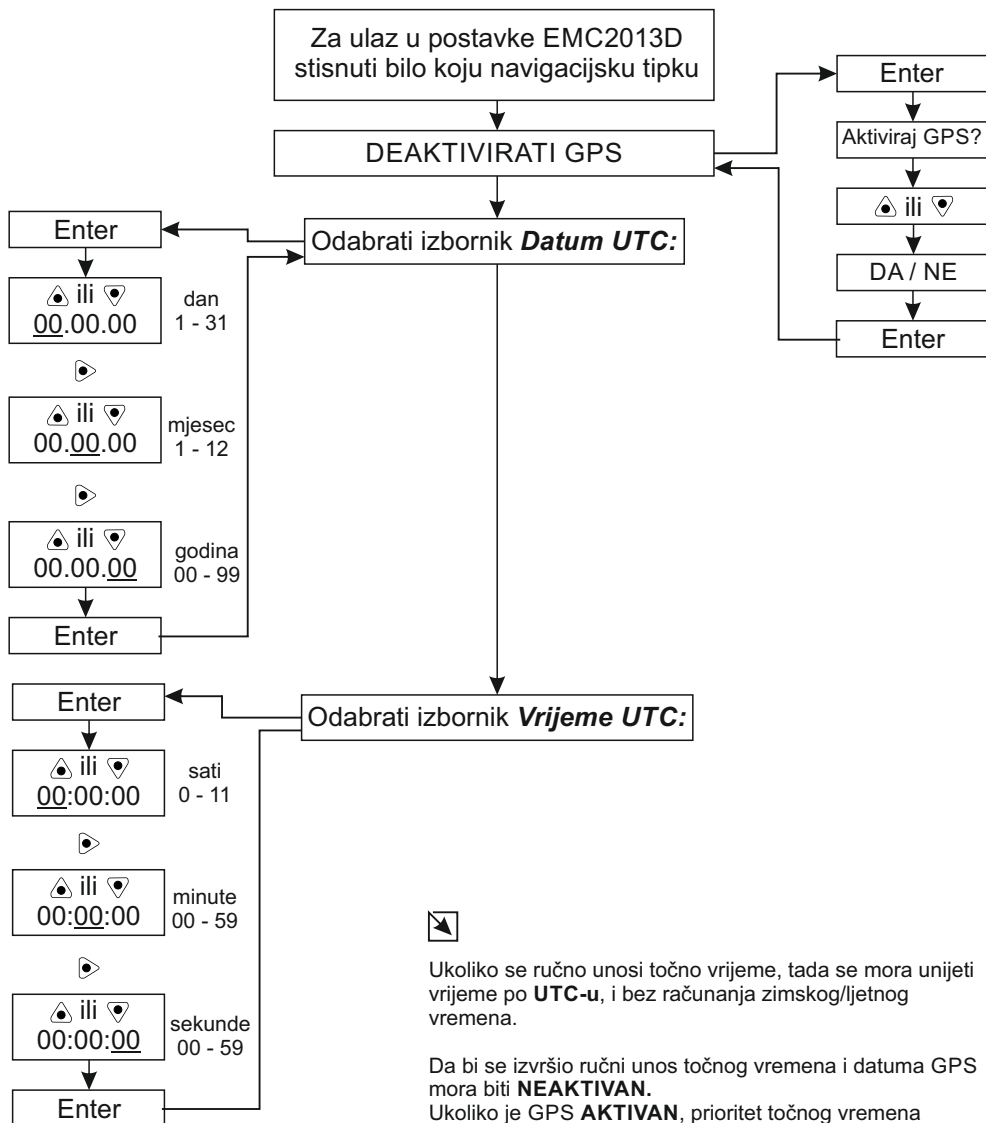 Za ulaz u postavke EMC2013D
stisnuti bilo koju navigacijsku tipku
DEAKTIVIRATI GPS
Enter
Aktiviraj GPS?
ili
DA / NE
Enter
Odabrati izbornik Datum UTC:
Enter
ili
00.00.00
dan
1 - 31
ili
00.00.00
mjesec
1 - 12
ili
00.00.00
godina
00 - 99
Enter
Odabrati izbornik Vrijeme UTC:
Enter
ili
00:00:00
sati
0 - 11
ili
00:00:00
minute
00 - 59
ili
00:00:00
sekunde
00 - 59
Enter
Ukoliko se ručno unosi točno vrijeme, tada se mora unijeti
vrijeme po UTC-u, i bez računanja zimskog/ljetnog
vremena.
Da bi se izvršio ručni unos točnog vremena i datuma GPS
mora biti NEAKTIVAN.
Ukoliko je GPS AKTIVAN, prioritet točnog vremena